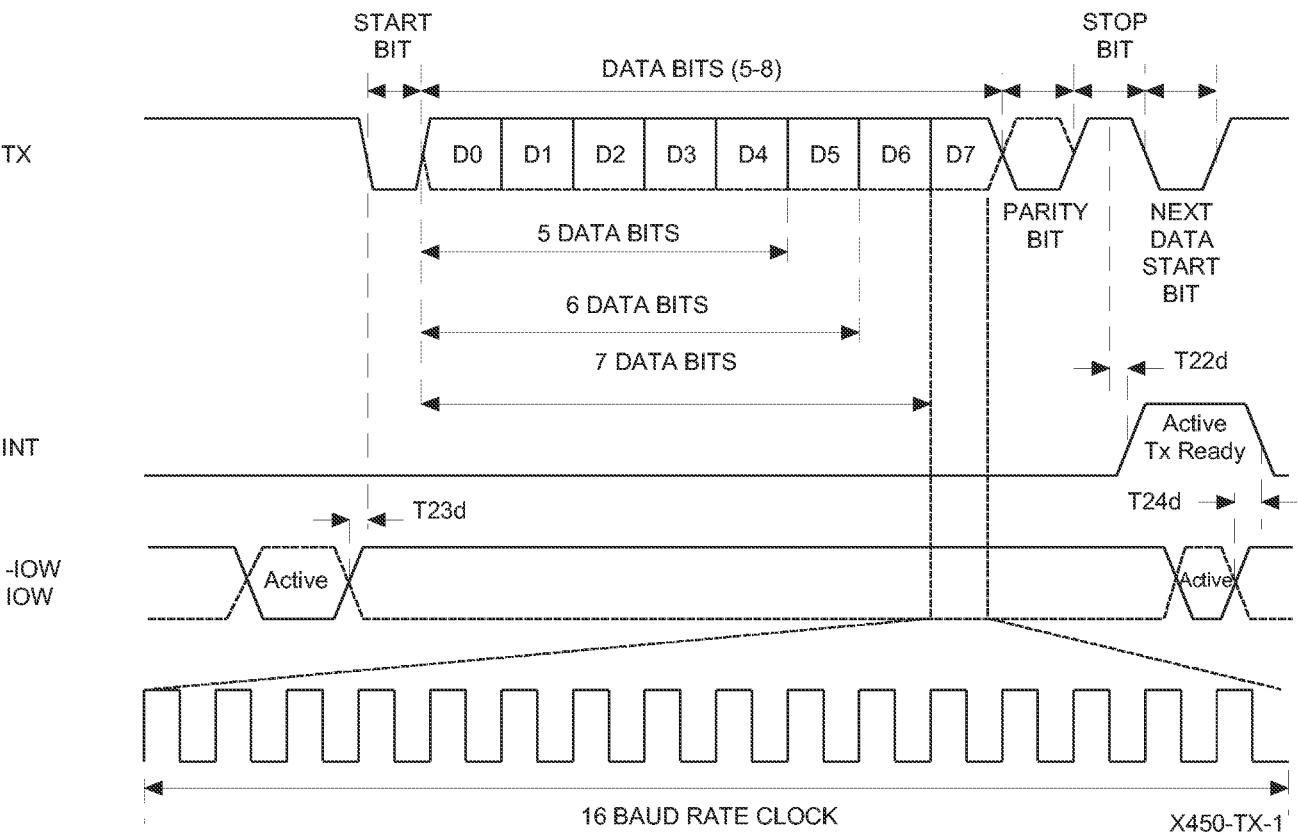 START
BIT
STOP
BIT
DATA BITS (5-8)
TX
D0 D1 D2 D3 D4 D5 D6 D7
PARITY
BIT
NEXT
DATA
START
BIT
5 DATA BITS
6 DATA BITS
7 DATA BITS
T22d
INT
Active
Tx Ready
T23d
T24d
-IOW
IOW
Active
Active
16 BAUD RATE CLOCK
X450-TX-1